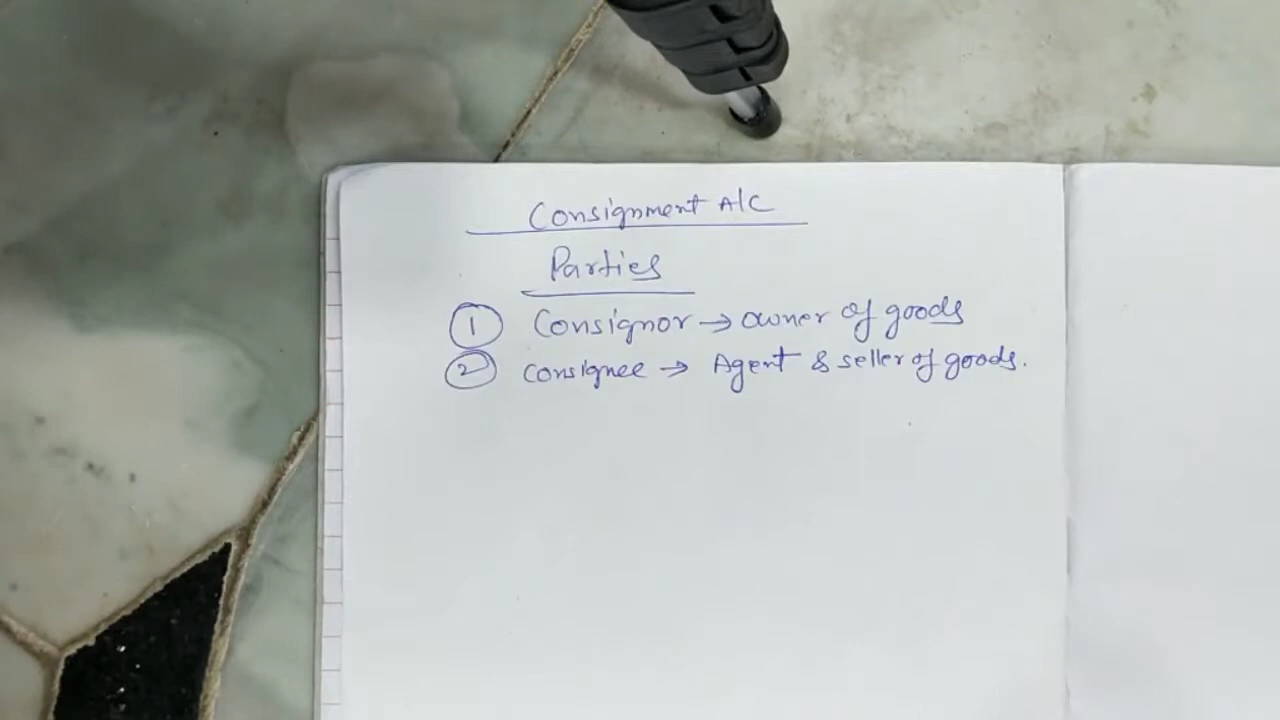 Consignment A/C
Parties
1 Consignor → owner of goods
2 consignee → Agent & seller of goods.